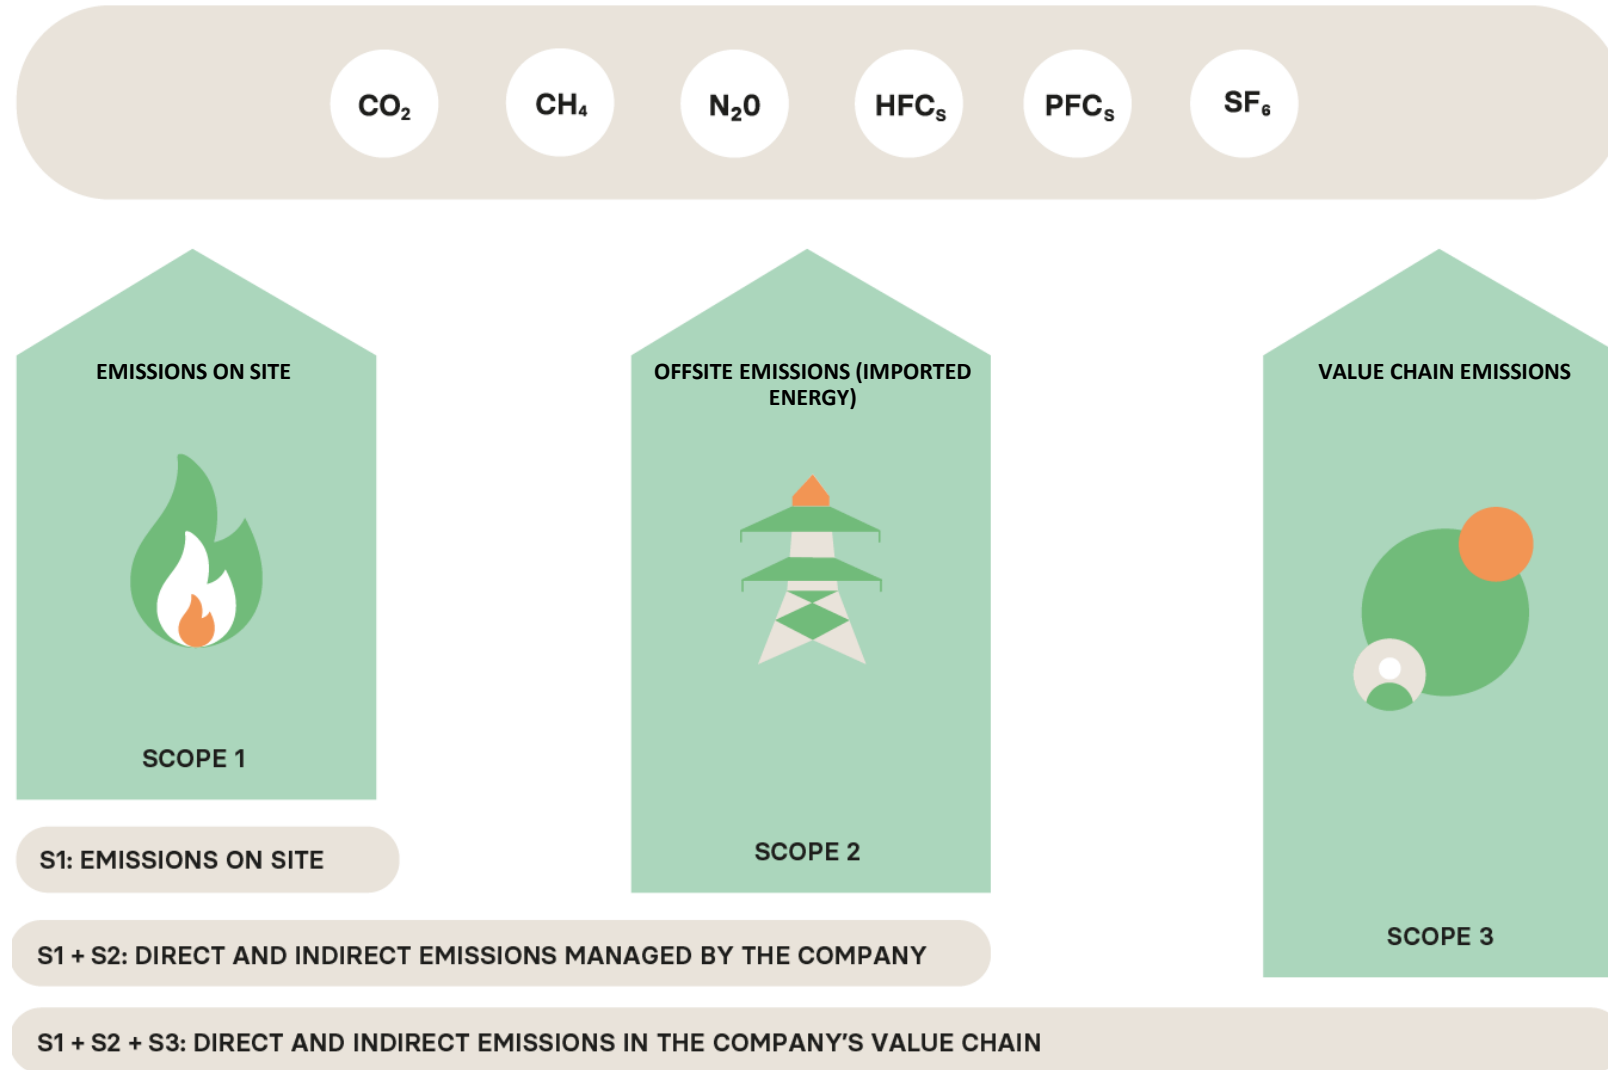 CO₂ CH₄ N₂0 HFCₛ PFCₛ SF₆
EMISSIONS ON SITE
OFFSITE EMISSIONS (IMPORTED
ENERGY)
VALUE CHAIN EMISSIONS
SCOPE 1
SCOPE 2
SCOPE 3
S1: EMISSIONS ON SITE
S1 + S2: DIRECT AND INDIRECT EMISSIONS MANAGED BY THE COMPANY
S1 + S2 + S3: DIRECT AND INDIRECT EMISSIONS IN THE COMPANY’S VALUE CHAIN